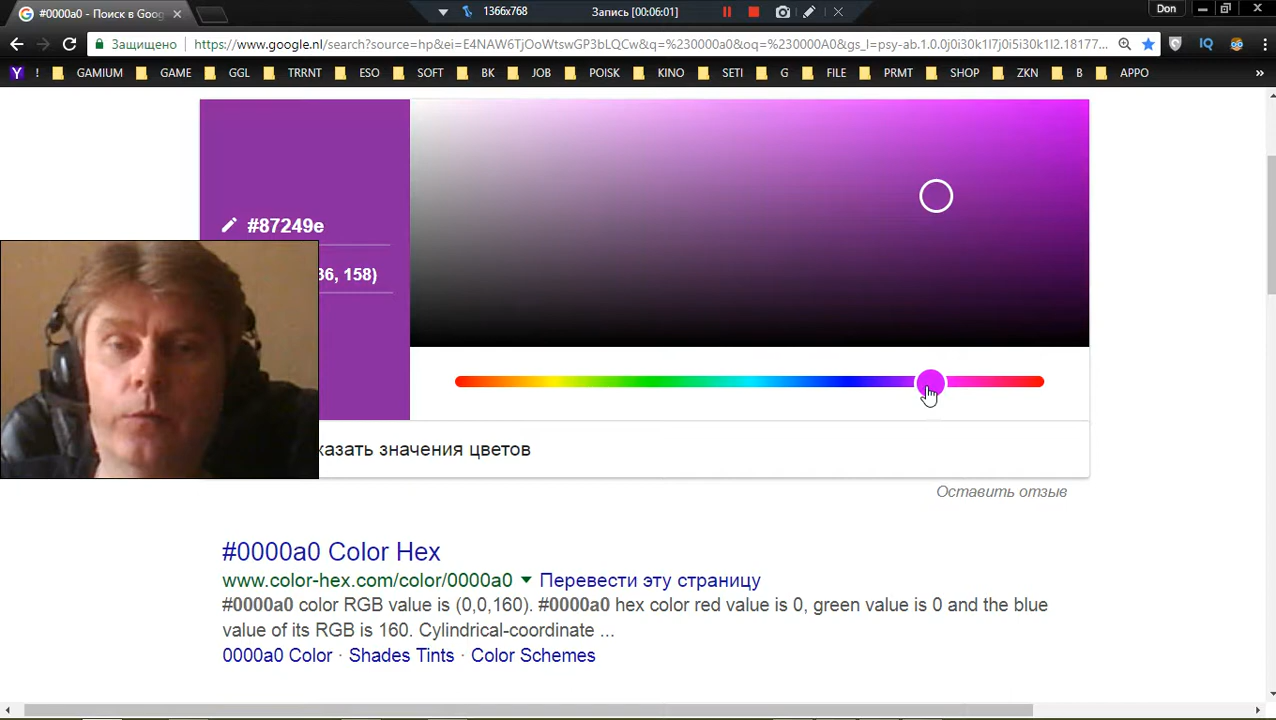 #0000a0 - Поиск в Goog
1366x768
Запись [00:06:01]
Don
Защищено
https://www.google.nl/search?source=hp&ei=E4NAW6TjOoWtswGP3bLQCw&q=%230000a0&oq=%230000A0&gs_l=psy-ab.1.0.0j0i30k1l7j0i5i30k1l2.18177...
Y ! GAMIUM GAME GGL TRRNT ESO SOFT BK JOB POISK KINO SETI G FILE PRMT SHOP ZKN B APPO »
#87249e
36, 158)
казать значения цветов
Оставить отзыв
#0000a0 Color Hex
www.color-hex.com/color/0000a0 Перевести эту страницу
#0000a0 color RGB value is (0,0,160). #0000a0 hex color red value is 0, green value is 0 and the blue
value of its RGB is 160. Cylindrical-coordinate ...
0000a0 Color · Shades Tints · Color Schemes